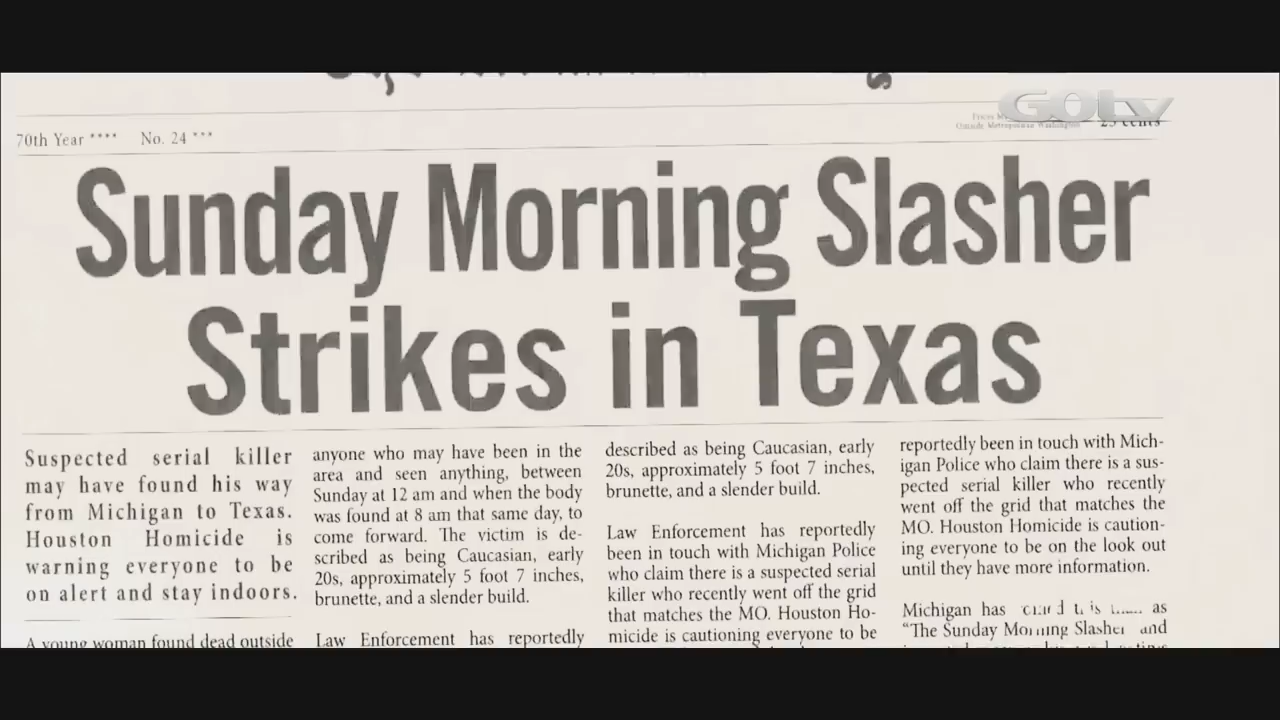 GOtv
70th Year **** No. 24 ***
25 cents
Sunday Morning Slasher
Strikes in Texas
Suspected serial killer
may have found his way
from Michigan to Texas.
Houston Homicide is
warning everyone to be
on alert and stay indoors.
A young woman found dead outside
anyone who may have been in the
area and seen anything, between
Sunday at 12 am and when the body
was found at 8 am that same day, to
come forward. The victim is de-
scribed as being Caucasian, early
20s, approximately 5 foot 7 inches,
brunette, and a slender build.
Law Enforcement has reportedly
described as being Caucasian, early
20s, approximately 5 foot 7 inches,
brunette, and a slender build.
Law Enforcement has reportedly
been in touch with Michigan Police
who claim there is a suspected serial
killer who recently went off the grid
that matches the MO. Houston Ho-
micide is cautioning everyone to be
reportedly been in touch with Mich-
igan Police who claim there is a sus-
pected serial killer who recently
went off the grid that matches the
MO. Houston Homicide is caution-
ing everyone to be on the look out
until they have more information.
Michigan has as
"The Sunday Morning Slasher and